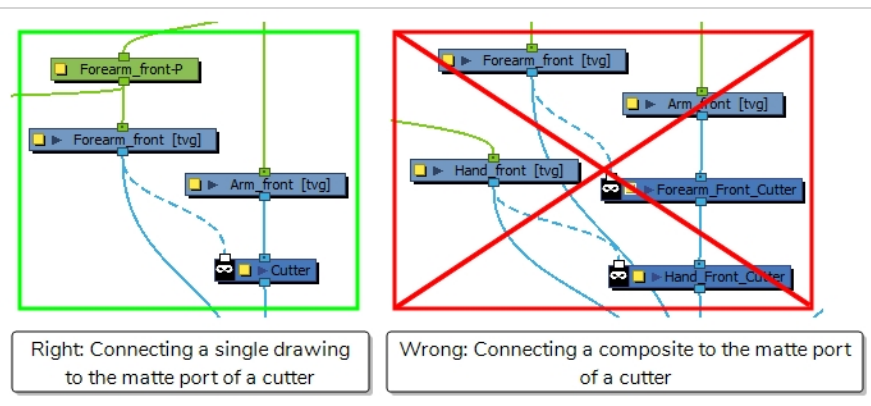 Forearm_front-P
Forearm_front [tvg]
Arm_front [tvg]
Cutter
Forearm_front [tvg]
Arm_front [tvg]
Hand_front [tvg]
Forearm_Front_Cutter
Hand_Front_Cutter
Right: Connecting a single drawing
to the matte port of a cutter
Wrong: Connecting a composite to the matte port
of a cutter